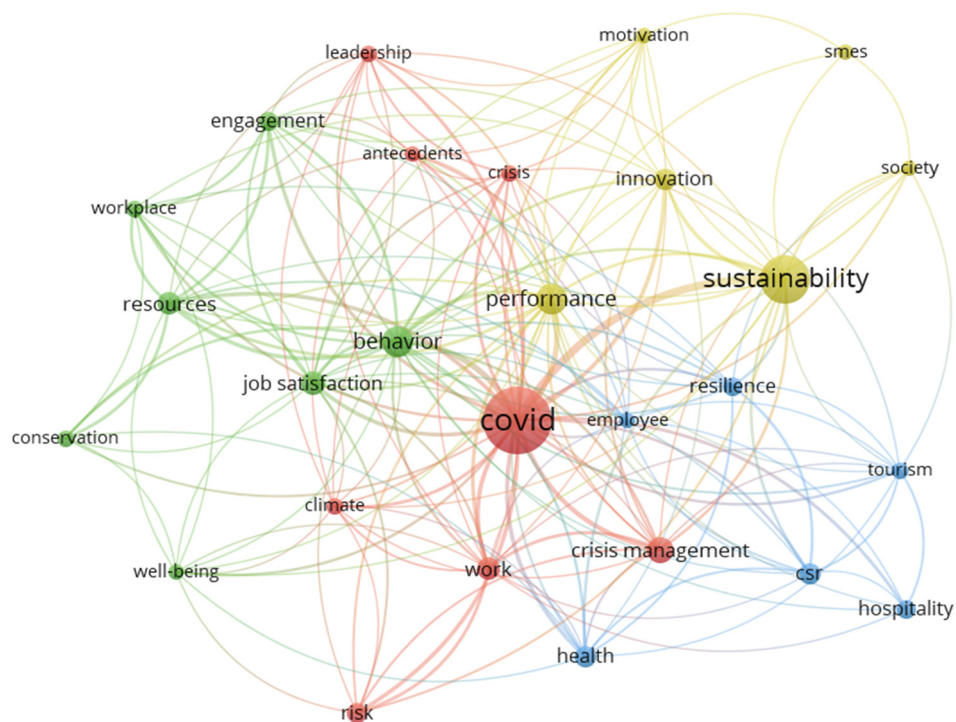 motivation
smes
leadership
engagement
antecedents
crisis
society
innovation
workplace
sustainability
performance
resources
behavior
job satisfaction
resilience
covid
employee
conservation
tourism
climate
crisis management
work
well-being
csr
hospitality
health
risk